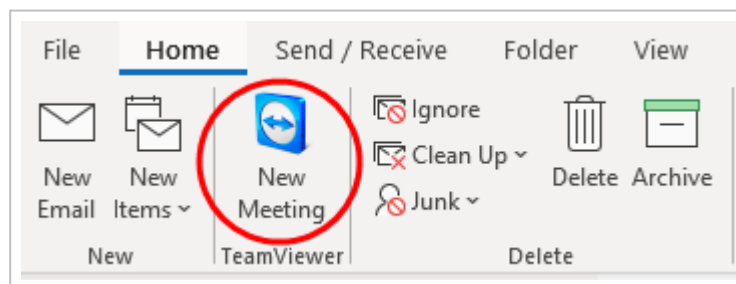 File Home Send / Receive Folder View
New Email
New Items
New Meeting
Ignore
Clean Up
Junk
Delete
Archive
New TeamViewer Delete